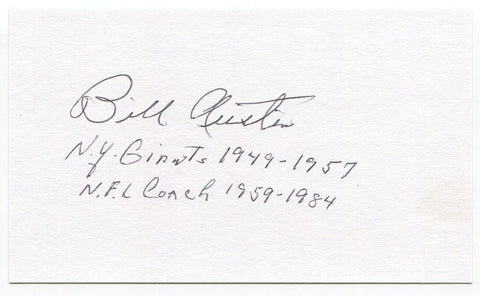 Bill Austin
N.Y. Giants 1949-1957
N.F.L Coach 1959-1984